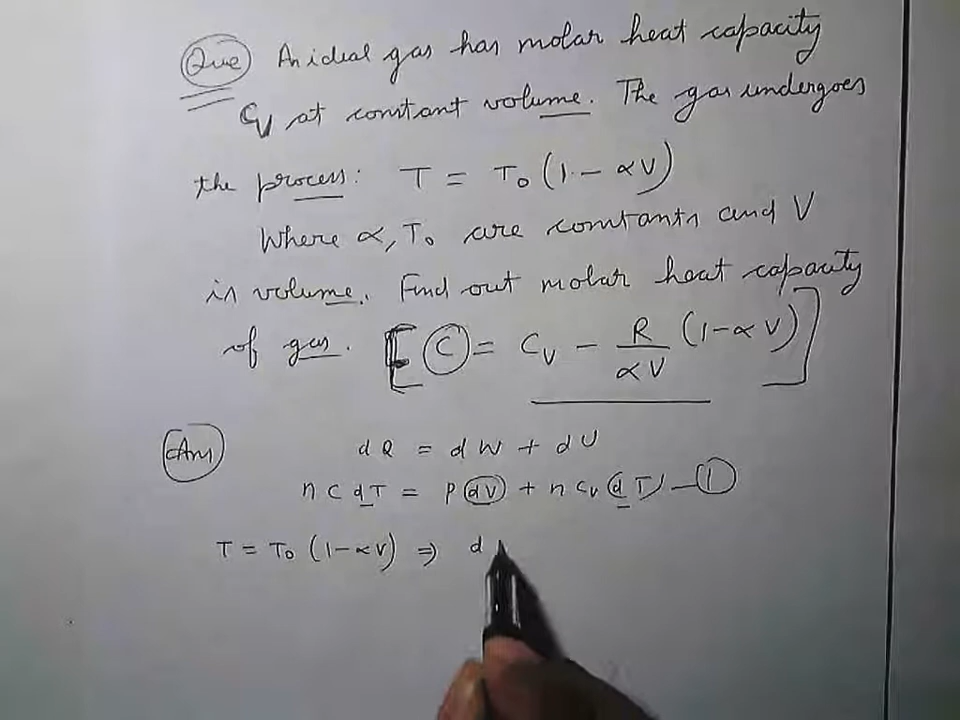 Que An ideal gas has molar heat capacity
Cv at constant volume. The gas undergoes
the process: T = T₀ (1 - αV)
Where α, T₀ are constants and V
is volume. Find out molar heat capacity
of gas. [C = Cv - R/αV (1-αV)]
Ans dQ = dW + dU
n C dT = P dV + n Cv dT - 1
T = T₀ (1-αV) ⇒ d